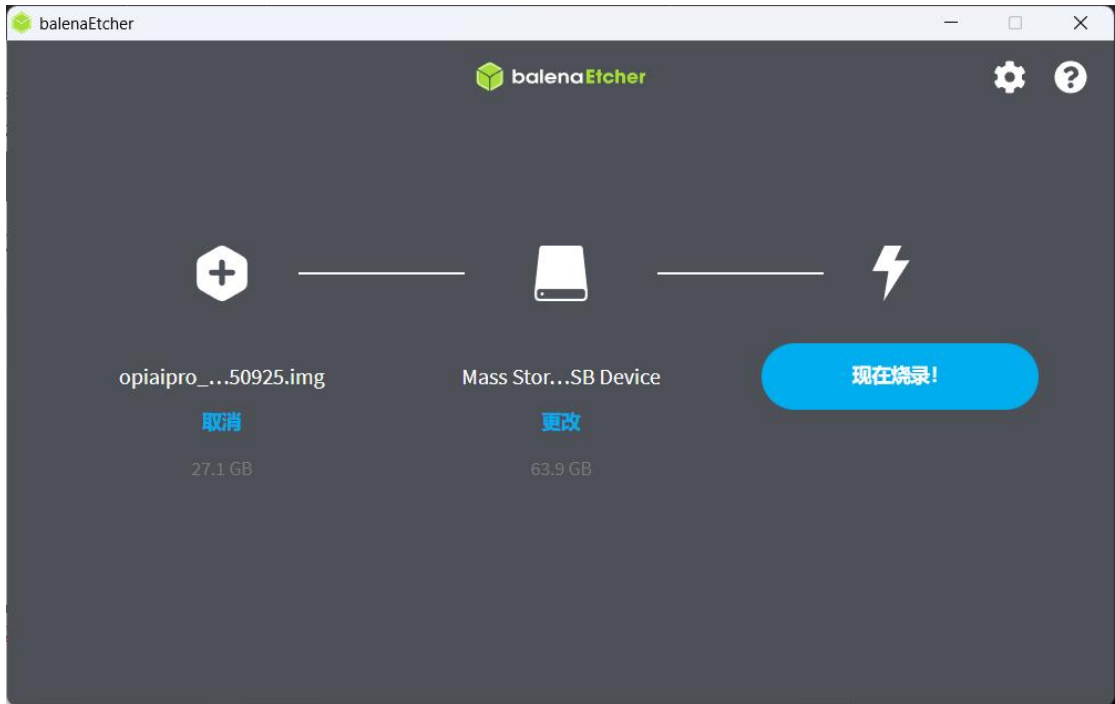 balenaEtcher
balenaEtcher
opiaipro_...50925.img
Mass Stor...SB Device
现在烧录!
取消
更改
27.1 GB
63.9 GB